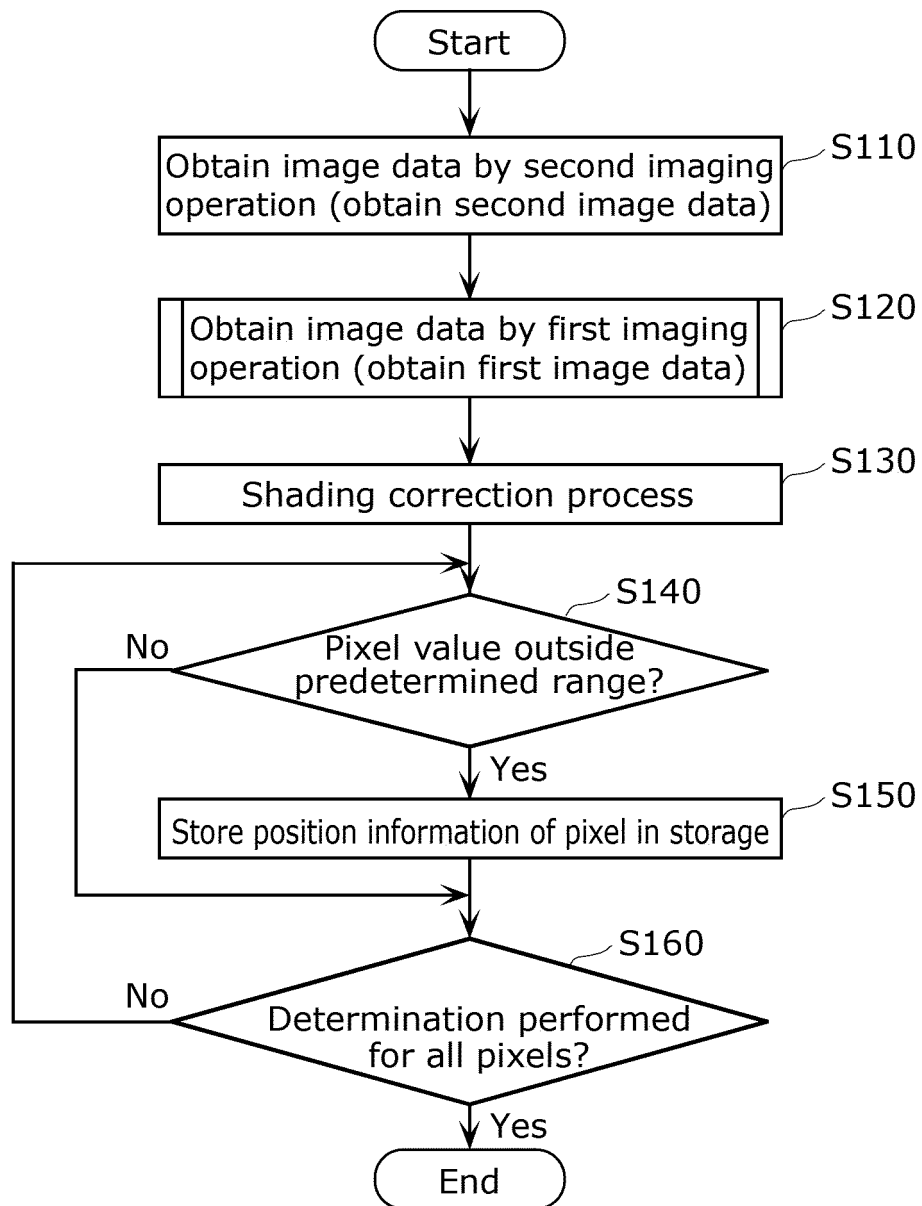 Start
Obtain image data by second imaging
operation (obtain second image data)
S110
Obtain image data by first imaging
operation (obtain first image data)
S120
Shading correction process
S130
S140
No
Pixel value outside
predetermined range?
Yes
S150
Store position information of pixel in storage
S160
No
Determination performed
for all pixels?
Yes
End